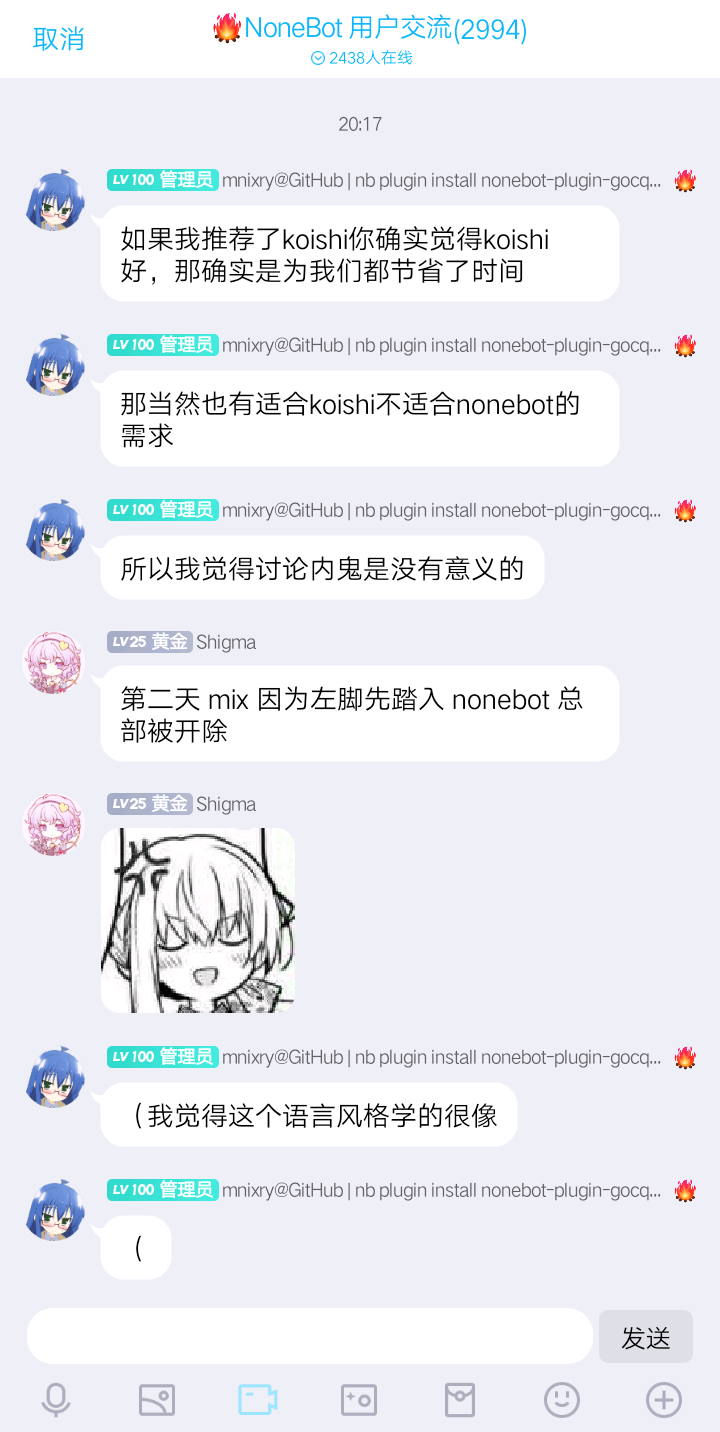 取消
🔥NoneBot 用户交流(2994)
2438人在线
20:17
LV 100 管理员 mnixry@GitHub | nb plugin install nonebot-plugin-gocq... 🔥
如果我推荐了koishi你确实觉得koishi
好，那确实是为我们都节省了时间
LV 100 管理员 mnixry@GitHub | nb plugin install nonebot-plugin-gocq... 🔥
那当然也有适合koishi不适合nonebot的
需求
LV 100 管理员 mnixry@GitHub | nb plugin install nonebot-plugin-gocq... 🔥
所以我觉得讨论内鬼是没有意义的
LV25 黄金 Shigma
第二天 mix 因为左脚先踏入 nonebot 总
部被开除
LV25 黄金 Shigma
LV 100 管理员 mnixry@GitHub | nb plugin install nonebot-plugin-gocq... 🔥
（我觉得这个语言风格学的很像
LV 100 管理员 mnixry@GitHub | nb plugin install nonebot-plugin-gocq... 🔥
（
发送